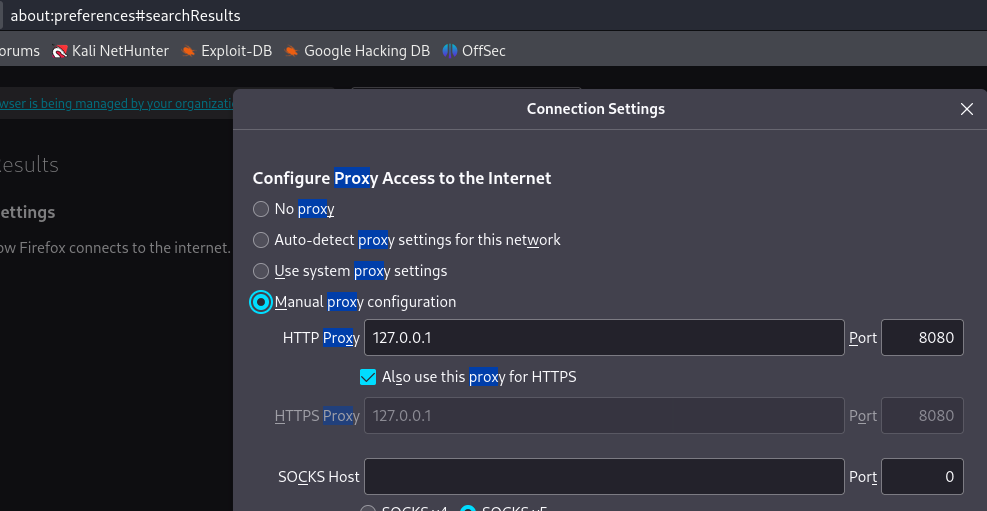 about:preferences#searchResults
orums Kali NetHunter Exploit-DB Google Hacking DB OffSec
wser is being managed by your organizati
Connection Settings
esults
Configure Proxy Access to the Internet
No proxy
ettings
Auto-detect proxy settings for this network
ow Firefox connects to the internet.
Use system proxy settings
Manual proxy configuration
HTTP Proxy 127.0.0.1 Port 8080
Also use this proxy for HTTPS
HTTPS Proxy 127.0.0.1 Port 8080
SOCKS Host Port 0
SOCKS v4 SOCKS v5